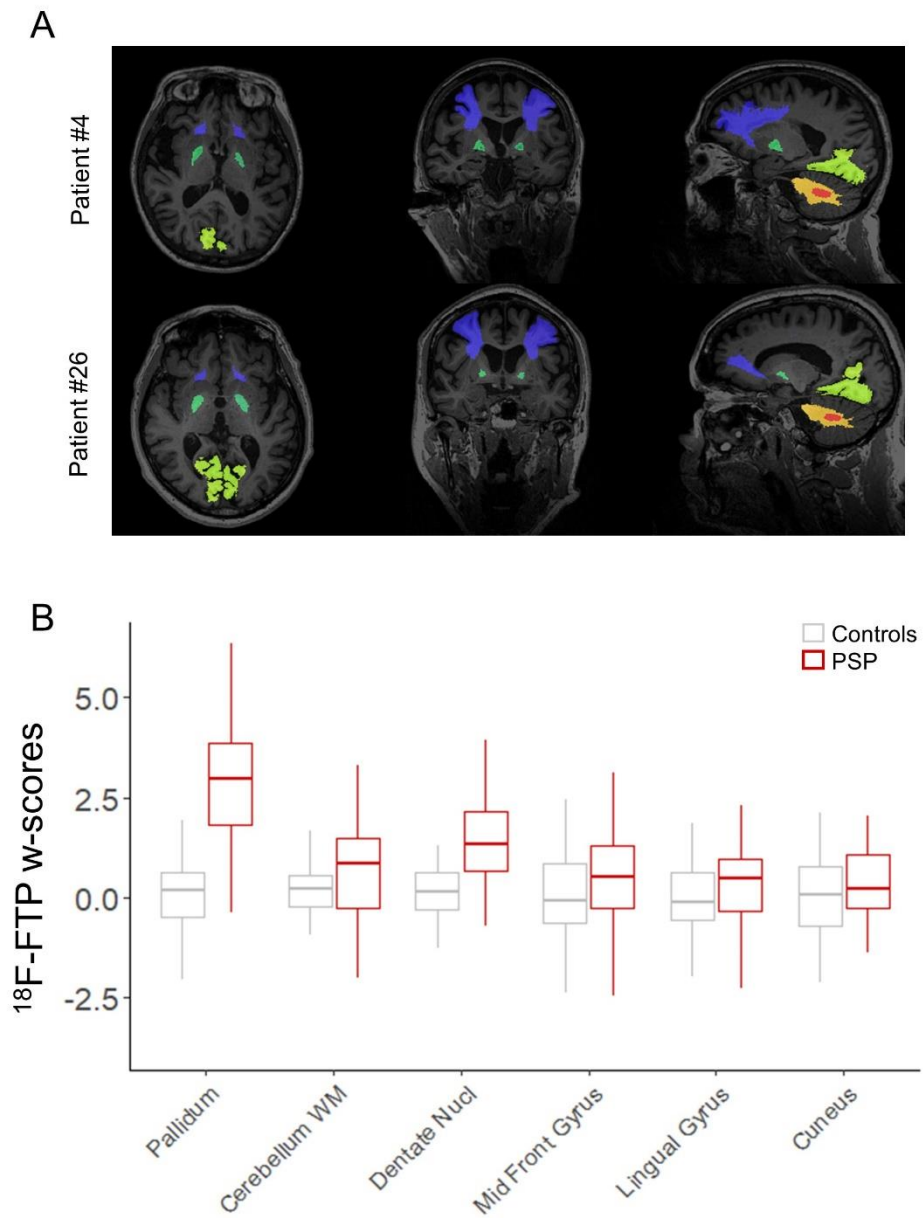 A
Patient #4
Patient #26
B
Controls
PSP
¹⁸F-FTP w-scores
5.0
2.5
0.0
-2.5
Pallidum
Cerebellum WM
Dentate Nucl
Mid Front Gyrus
Lingual Gyrus
Cuneus